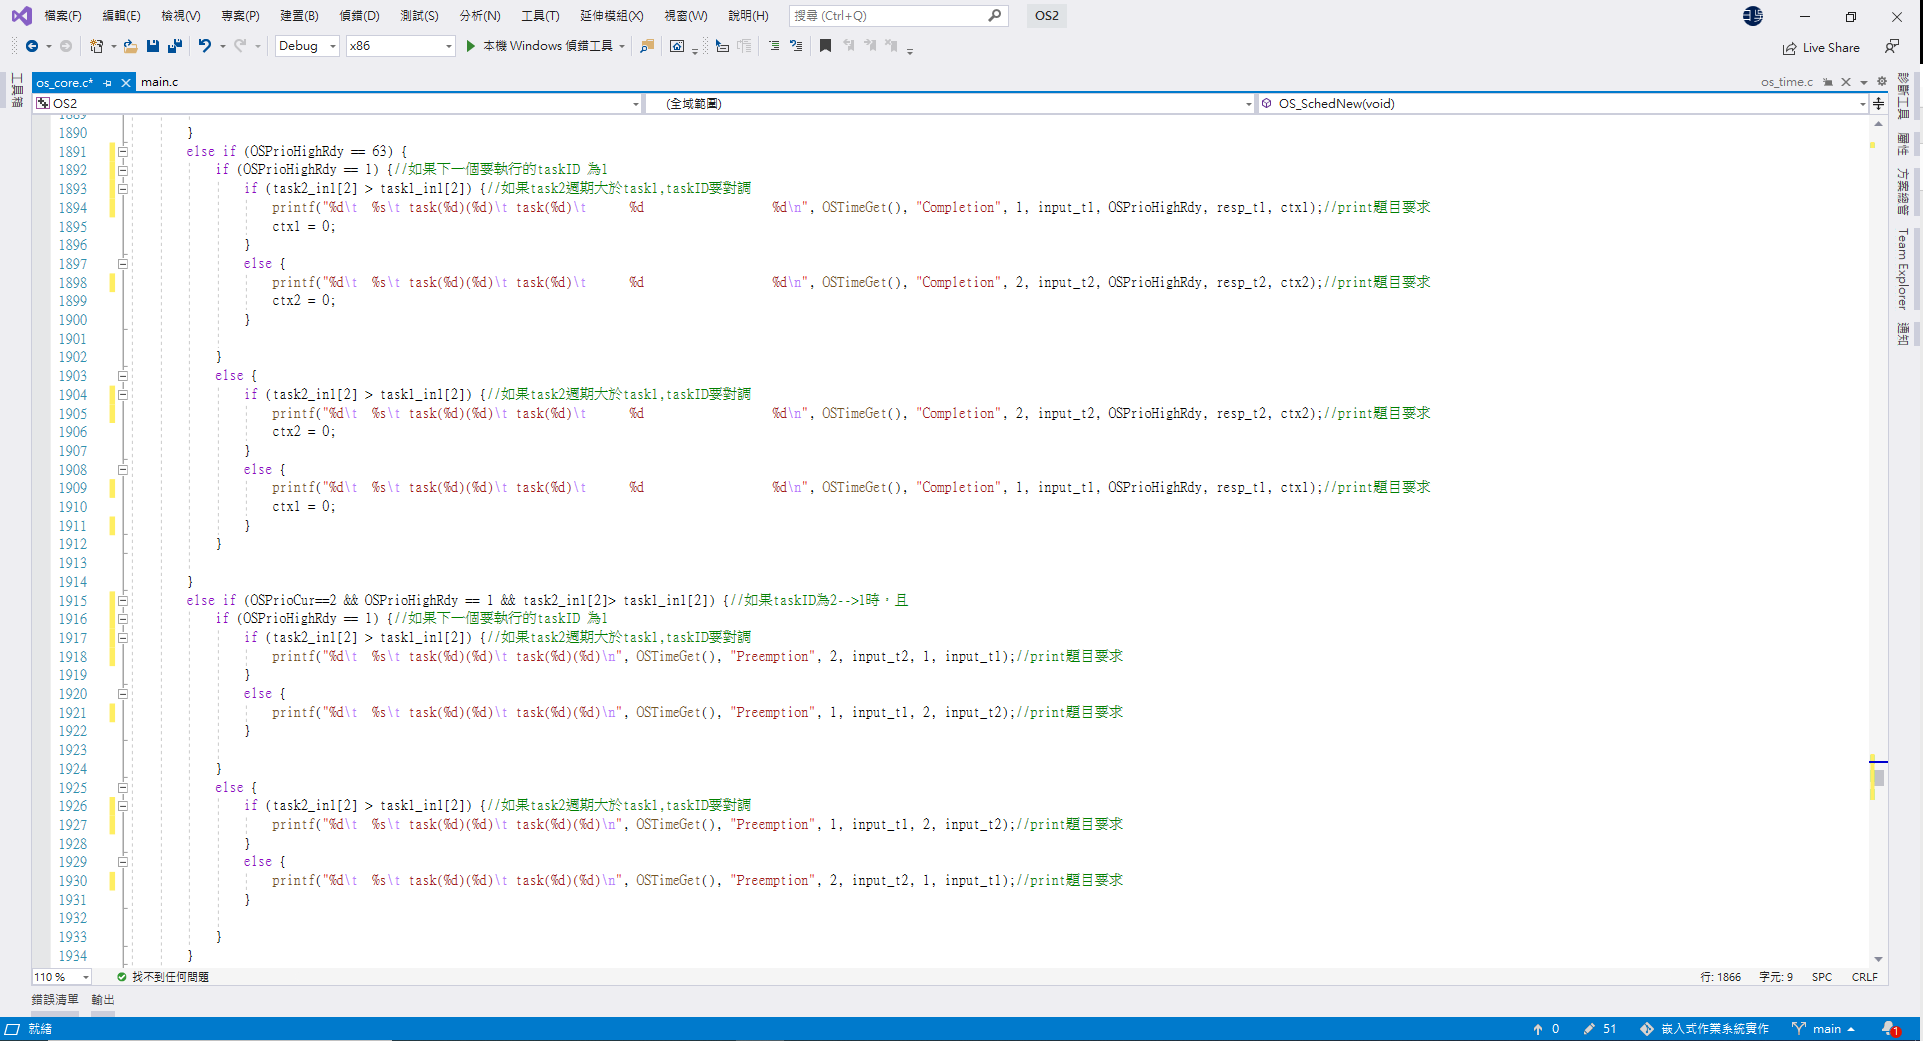 檔案(F) 編輯(E) 檢視(V) 專案(P) 建置(B) 偵錯(D) 測試(S) 分析(N) 工具(T) 延伸模組(X) 視窗(W) 說明(H) 搜尋 (Ctrl+Q) OS2
Debug x86 本機 Windows 偵錯工具 Live Share
工具箱
os_core.c* main.c os_time.c
OS2 (全域範圍) OS_SchedNew(void)
1889
1890 }
1891 else if (OSPrioHighRdy == 63) {
1892 if (OSPrioHighRdy == 1) {//如果下一個要執行的taskID 為1
1893 if (task2_in1[2] > task1_in1[2]) {//如果task2週期大於task1,taskID要對調
1894 printf("%d\t %s\t task(%d)(%d)\t task(%d)\t %d %d\n", OSTimeGet(), "Completion", 1, input_t1, OSPrioHighRdy, resp_t1, ctx1);//print題目要求
1895 ctx1 = 0;
1896 }
1897 else {
1898 printf("%d\t %s\t task(%d)(%d)\t task(%d)\t %d %d\n", OSTimeGet(), "Completion", 2, input_t2, OSPrioHighRdy, resp_t2, ctx2);//print題目要求
1899 ctx2 = 0;
1900 }
1901
1902 }
1903 else {
1904 if (task2_in1[2] > task1_in1[2]) {//如果task2週期大於task1,taskID要對調
1905 printf("%d\t %s\t task(%d)(%d)\t task(%d)\t %d %d\n", OSTimeGet(), "Completion", 2, input_t2, OSPrioHighRdy, resp_t2, ctx2);//print題目要求
1906 ctx2 = 0;
1907 }
1908 else {
1909 printf("%d\t %s\t task(%d)(%d)\t task(%d)\t %d %d\n", OSTimeGet(), "Completion", 1, input_t1, OSPrioHighRdy, resp_t1, ctx1);//print題目要求
1910 ctx1 = 0;
1911 }
1912 }
1913
1914 }
1915 else if (OSPrioCur==2 && OSPrioHighRdy == 1 && task2_in1[2]> task1_in1[2]) {//如果taskID為2-->1時，且
1916 if (OSPrioHighRdy == 1) {//如果下一個要執行的taskID 為1
1917 if (task2_in1[2] > task1_in1[2]) {//如果task2週期大於task1,taskID要對調
1918 printf("%d\t %s\t task(%d)(%d)\t task(%d)(%d)\n", OSTimeGet(), "Preemption", 2, input_t2, 1, input_t1);//print題目要求
1919 }
1920 else {
1921 printf("%d\t %s\t task(%d)(%d)\t task(%d)(%d)\n", OSTimeGet(), "Preemption", 1, input_t1, 2, input_t2);//print題目要求
1922 }
1923
1924 }
1925 else {
1926 if (task2_in1[2] > task1_in1[2]) {//如果task2週期大於task1,taskID要對調
1927 printf("%d\t %s\t task(%d)(%d)\t task(%d)(%d)\n", OSTimeGet(), "Preemption", 1, input_t1, 2, input_t2);//print題目要求
1928 }
1929 else {
1930 printf("%d\t %s\t task(%d)(%d)\t task(%d)(%d)\n", OSTimeGet(), "Preemption", 2, input_t2, 1, input_t1);//print題目要求
1931 }
1932
1933 }
1934 }
診斷工具
屬性
方案總管
Team Explorer
通知
110 % 找不到任何問題 行: 1866 字元: 9 SPC CRLF
錯誤清單 輸出
就緒 0 51 嵌入式作業系統實作 main 1